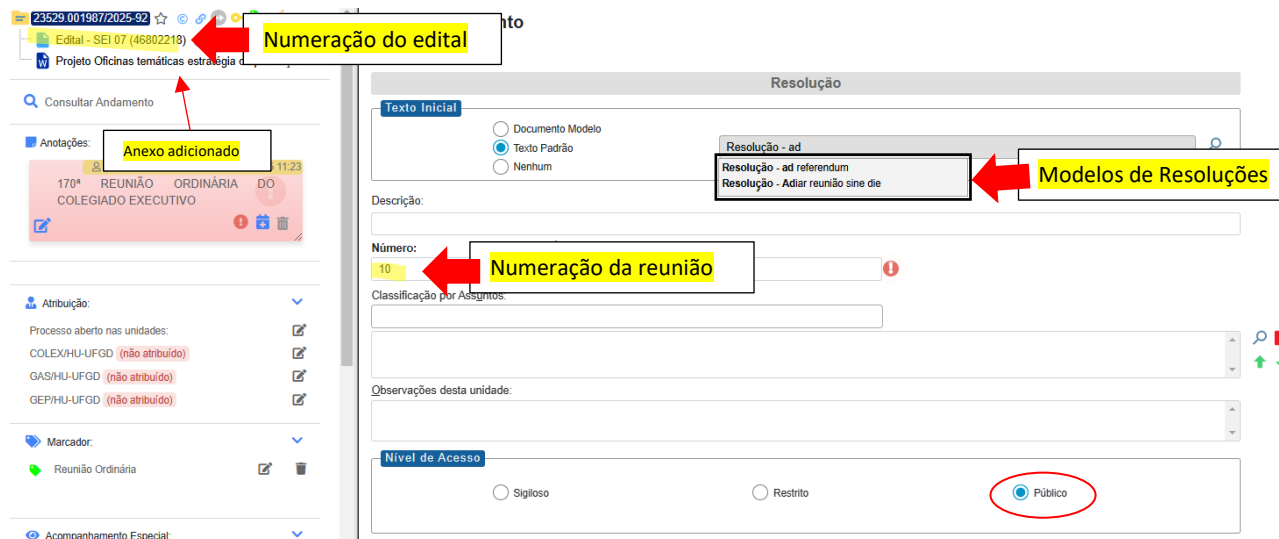 23529.001987/2025-92
Edital - SEI 07 (46802218)
Projeto Oficinas temáticas estratégia d
Consultar Andamento
Anotações:
11:23
170ª REUNIÃO ORDINÁRIA DO
COLEGIADO EXECUTIVO
Atribuição:
Processo aberto nas unidades:
COLEX/HU-UFGD (não atribuído)
GAS/HU-UFGD (não atribuído)
GEP/HU-UFGD (não atribuído)
Marcador:
Reunião Ordinária
Acompanhamento Especial:
Numeração do edital
Anexo adicionado
nto
Resolução
Texto Inicial
Documento Modelo
Texto Padrão
Nenhum
Resolução - ad
Resolução - ad referendum
Resolução - Adiar reunião sine die
Modelos de Resoluções
Descrição:
Número:
10
Numeração da reunião
Classificação por Assuntos:
Observações desta unidade:
Nível de Acesso
Sigiloso
Restrito
Público